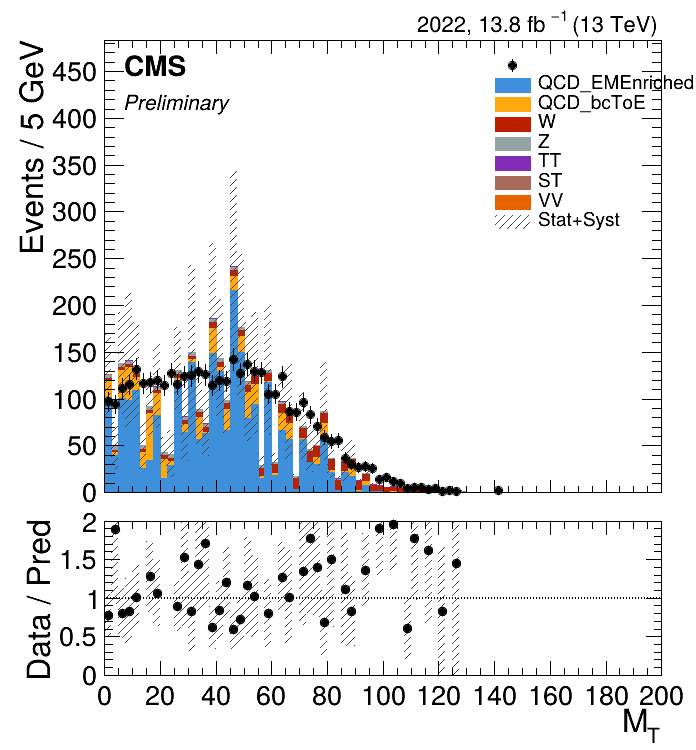 2022, 13.8 fb⁻¹ (13 TeV)
CMS
Preliminary
QCD_EMEnriched
QCD_bcToE
W
Z
TT
ST
VV
Stat+Syst
Events / 5 GeV
450
400
350
300
250
200
150
100
50
0
Data / Pred
2
1.5
1
0.5
0
0 20 40 60 80 100 120 140 160 180 200
M_T